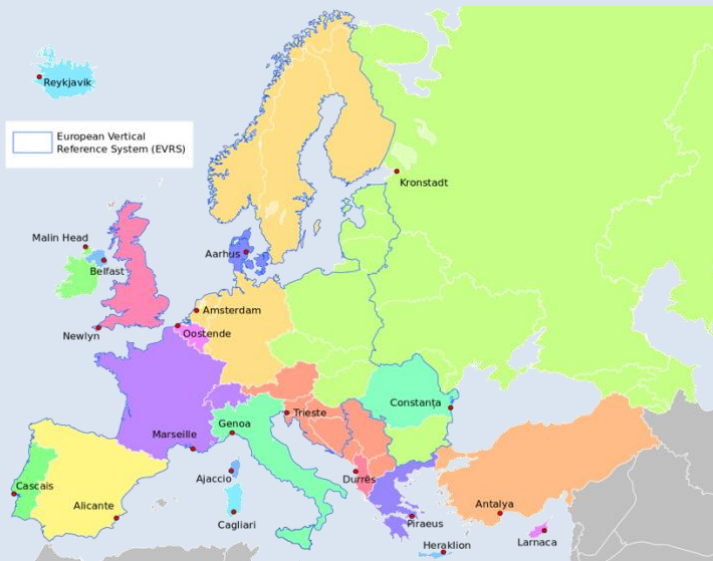 Reykjavík
European Vertical
Reference System (EVRS)
Kronstadt
Malin Head
Aarhus
Belfast
Amsterdam
Newlyn
Oostende
Constanța
Trieste
Genoa
Marseille
Ajaccio
Durrës
Cascais
Alicante
Antalya
Cagliari
Piraeus
Heraklion
Larnaca